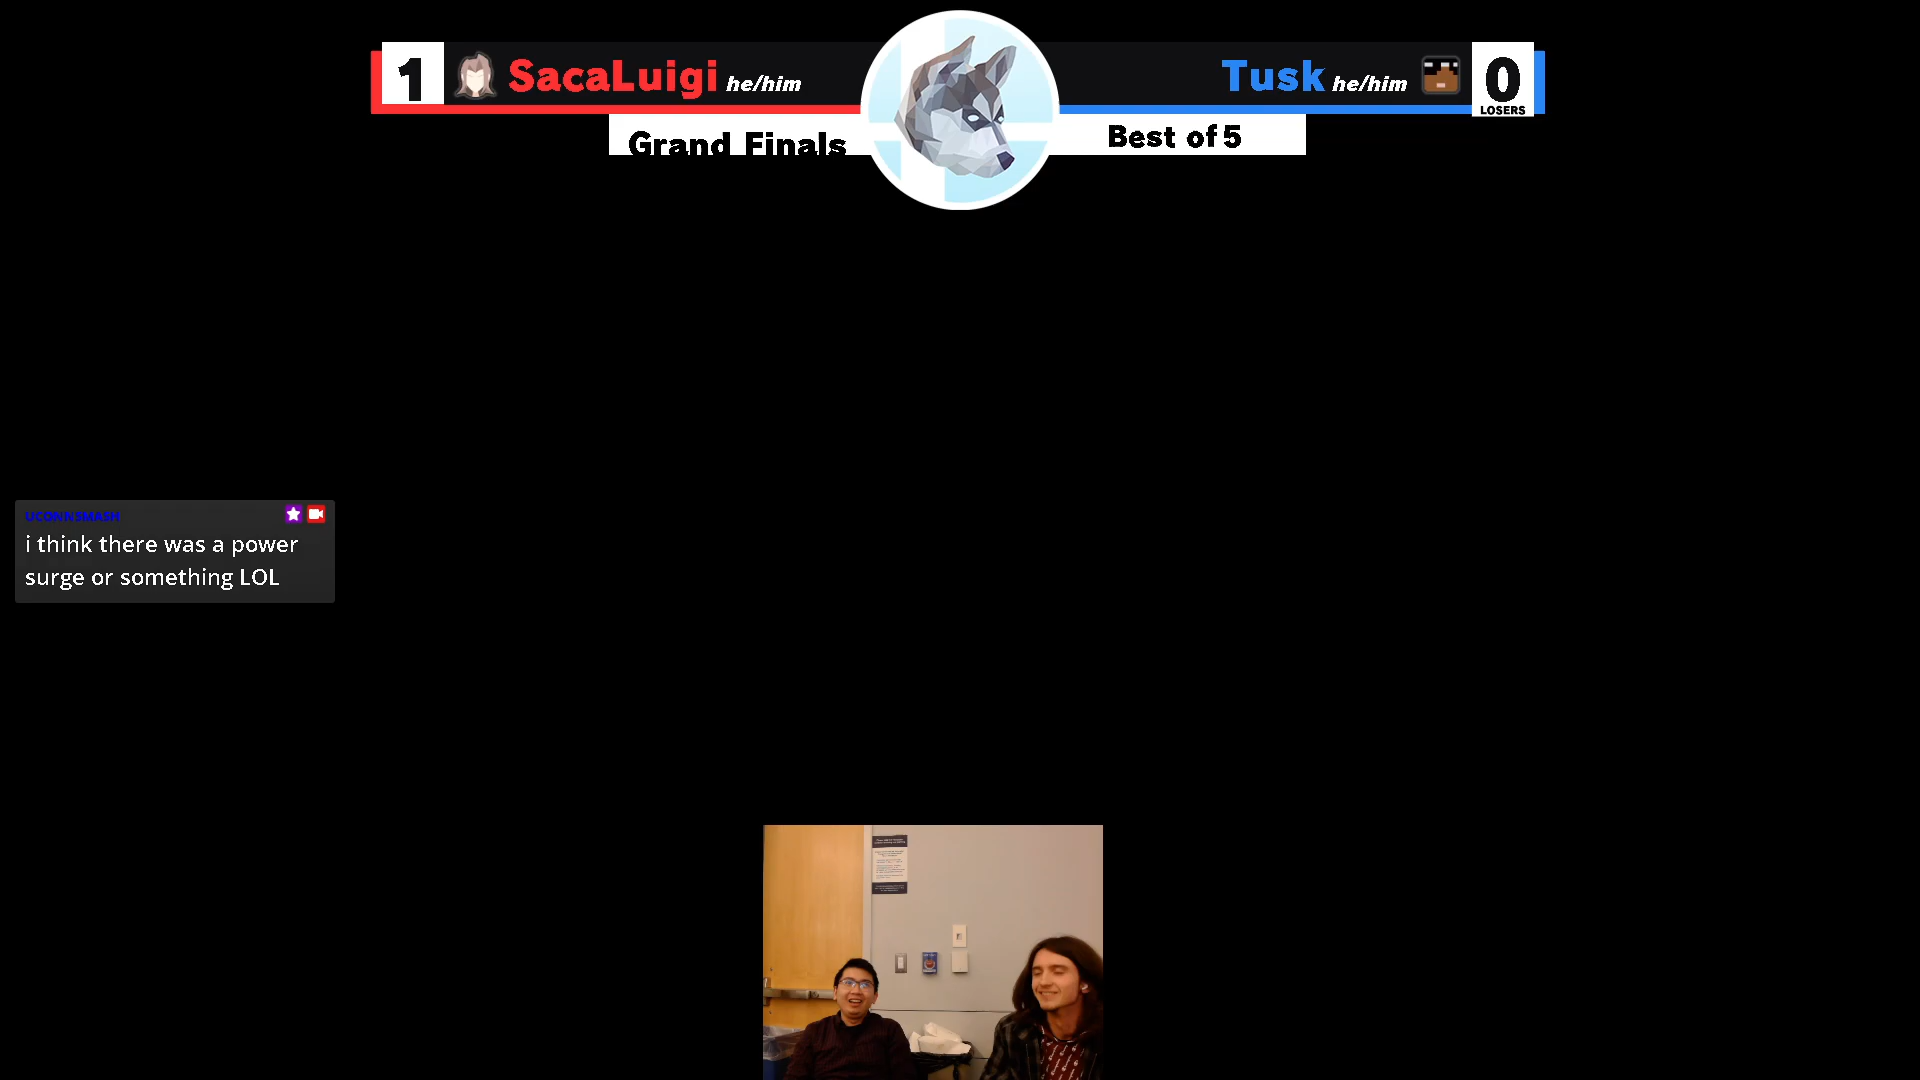 1 SacaLuigi he/him
Tusk he/him 0
LOSERS
Grand Finals
Best of 5
UCONNSMASH
i think there was a power
surge or something LOL